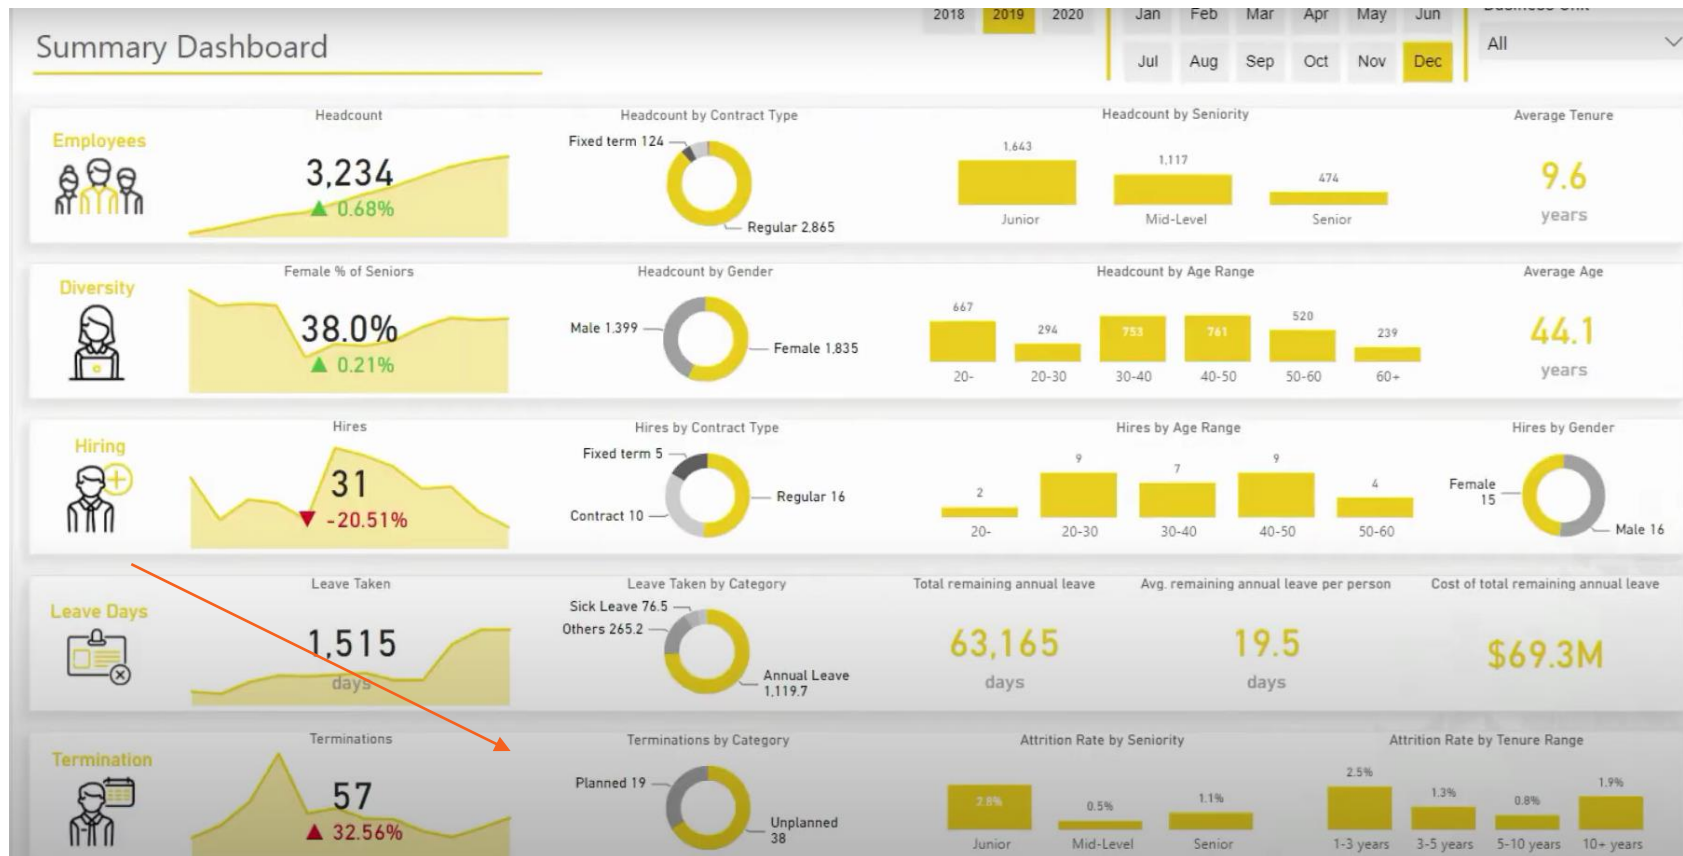 2018 2019 2020
Jan Feb Mar Apr May Jun
Summary Dashboard
All
Jul Aug Sep Oct Nov Dec
Employees
Headcount
3,234
0.68%
Headcount by Contract Type
Fixed term 124
Regular 2,865
Headcount by Seniority
1,643 1,117 474
Junior Mid-Level Senior
Average Tenure
9.6
years
Diversity
Female % of Seniors
38.0%
0.21%
Headcount by Gender
Male 1,399
Female 1,835
Headcount by Age Range
667 294 753 761 520 239
20- 20-30 30-40 40-50 50-60 60+
Average Age
44.1
years
Hiring
Hires
31
-20.51%
Hires by Contract Type
Fixed term 5
Regular 16
Contract 10
Hires by Age Range
2 9 7 9 4
20- 20-30 30-40 40-50 50-60
Hires by Gender
Female
15
Male 16
Leave Days
Leave Taken
1,515
days
Leave Taken by Category
Sick Leave 76.5
Others 265.2
Annual Leave
1,119.7
Total remaining annual leave
63,165
days
Avg. remaining annual leave per person
19.5
days
Cost of total remaining annual leave
$69.3M
Termination
Terminations
57
32.56%
Terminations by Category
Planned 19
Unplanned
38
Attrition Rate by Seniority
2.8% 0.5% 1.1%
Junior Mid-Level Senior
Attrition Rate by Tenure Range
2.5% 1.3% 0.8% 1.9%
1-3 years 3-5 years 5-10 years 10+ years